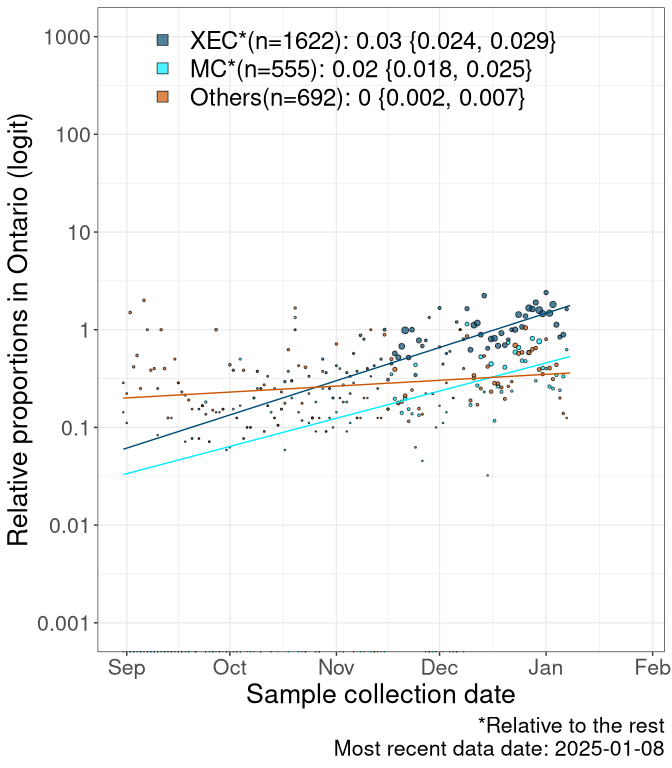 XEC*(n=1622): 0.03 {0.024, 0.029}
MC*(n=555): 0.02 {0.018, 0.025}
Others(n=692): 0 {0.002, 0.007}
Relative proportions in Ontario (logit)
1000
100
10
1
0.1
0.01
0.001
Sep Oct Nov Dec Jan Feb
Sample collection date
*Relative to the rest
Most recent data date: 2025-01-08